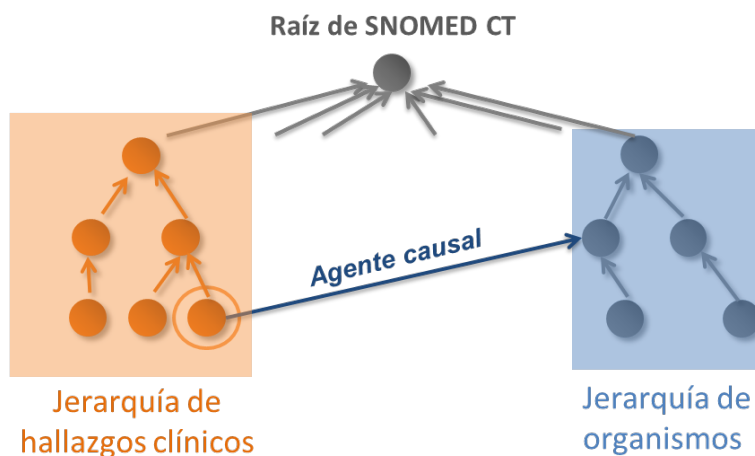 Raíz de SNOMED CT
Agente causal
Jerarquía de
hallazgos clínicos
Jerarquía de
organismos